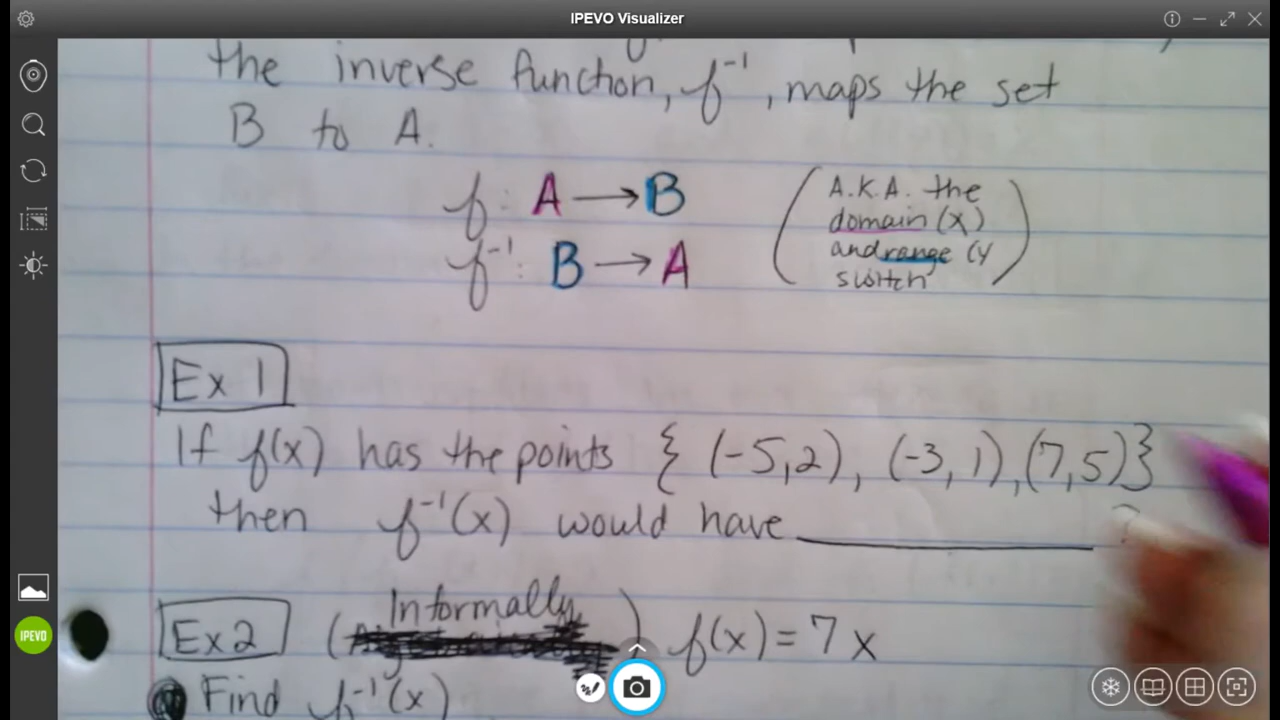 IPEVO Visualizer
the inverse function, f⁻¹, maps the set
B to A.
f: A → B
f⁻¹: B → A
(A.K.A. the
domain (x)
and range (y
switch)
Ex 1
If f(x) has the points { (-5,2), (-3,1), (7,5)}
then f⁻¹(x) would have __________ ?
Ex 2 (Informally) f(x) = 7x
Find f⁻¹(x)
IPEVO